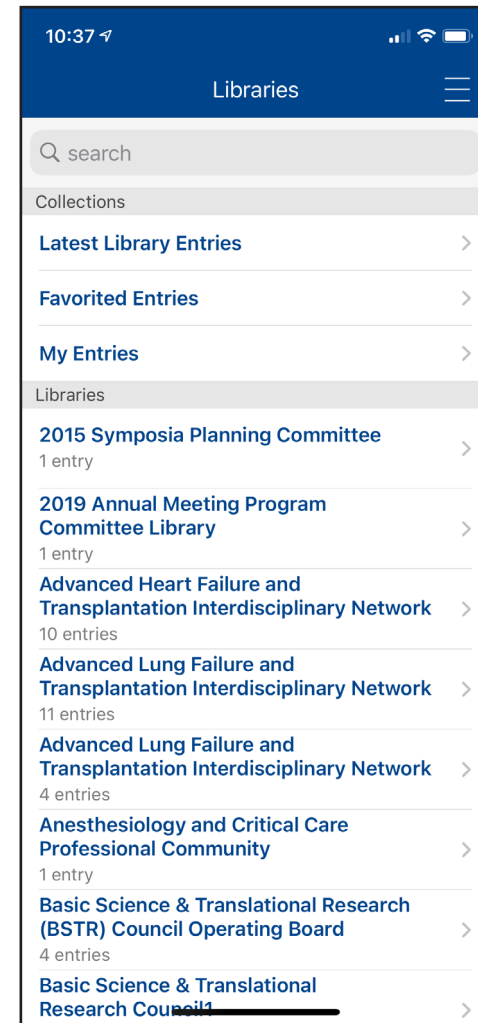 10:37
Libraries
search
Collections
Latest Library Entries
Favorited Entries
My Entries
Libraries
2015 Symposia Planning Committee
1 entry
2019 Annual Meeting Program
Committee Library
1 entry
Advanced Heart Failure and
Transplantation Interdisciplinary Network
10 entries
Advanced Lung Failure and
Transplantation Interdisciplinary Network
11 entries
Advanced Lung Failure and
Transplantation Interdisciplinary Network
4 entries
Anesthesiology and Critical Care
Professional Community
1 entry
Basic Science & Translational Research
(BSTR) Council Operating Board
4 entries
Basic Science & Translational
Research Council1